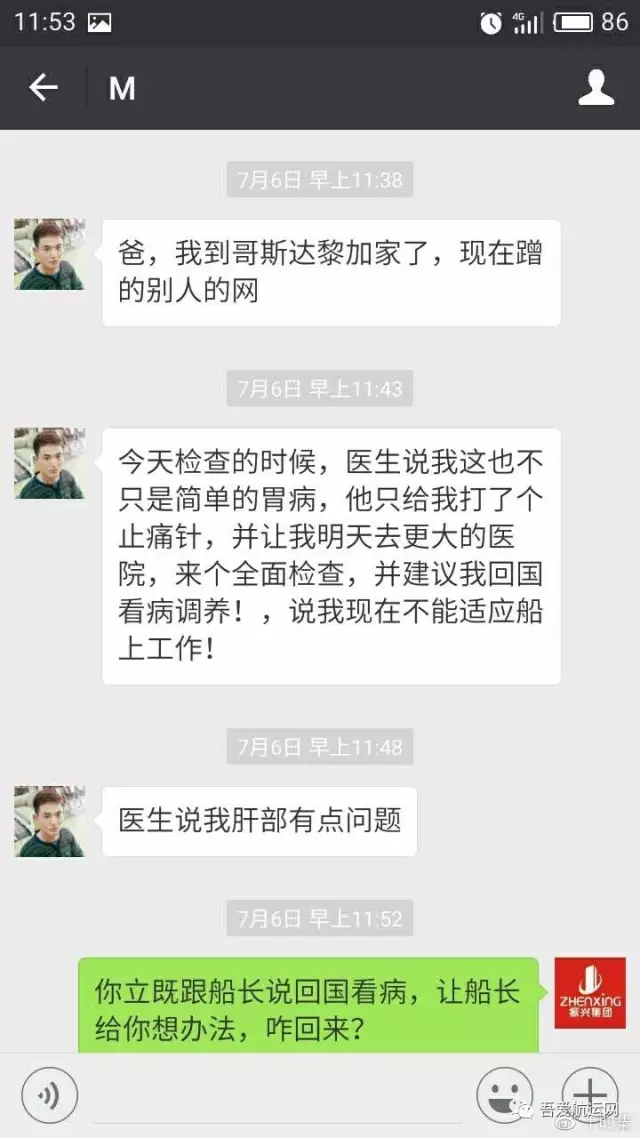 11:53
4G
86
M
7月6日 早上11:38
爸，我到哥斯达黎加家了，现在蹭
的别人的网
7月6日 早上11:43
今天检查的时候，医生说我这也不
只是简单的胃病，他只给我打了个
止痛针，并让我明天去更大的医
院，来个全面检查，并建议我回国
看病调养！，说我现在不能适应船
上工作！
7月6日 早上11:48
医生说我肝部有点问题
7月6日 早上11:52
你立既跟船长说回国看病，让船长
给你想办法，咋回来？
ZHENXING
振兴集团
吾爱航运网